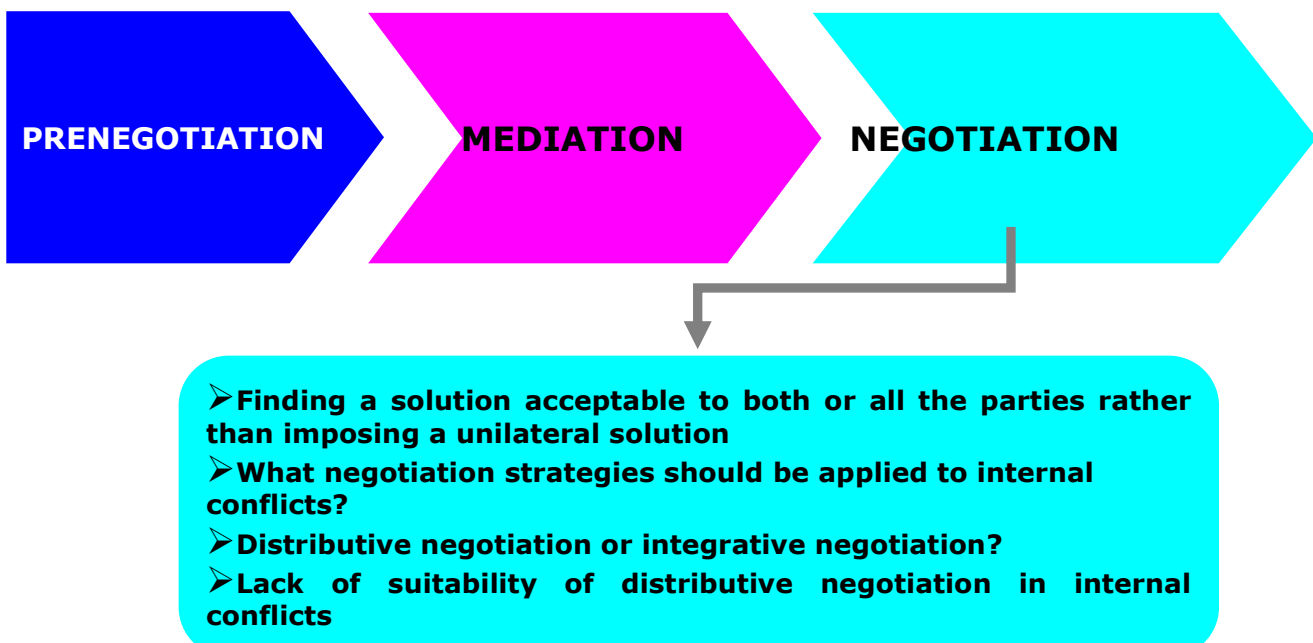 PRENEGOTIATION
MEDIATION
NEGOTIATION
➢Finding a solution acceptable to both or all the parties rather
than imposing a unilateral solution
➢What negotiation strategies should be applied to internal
conflicts?
➢Distributive negotiation or integrative negotiation?
➢Lack of suitability of distributive negotiation in internal
conflicts